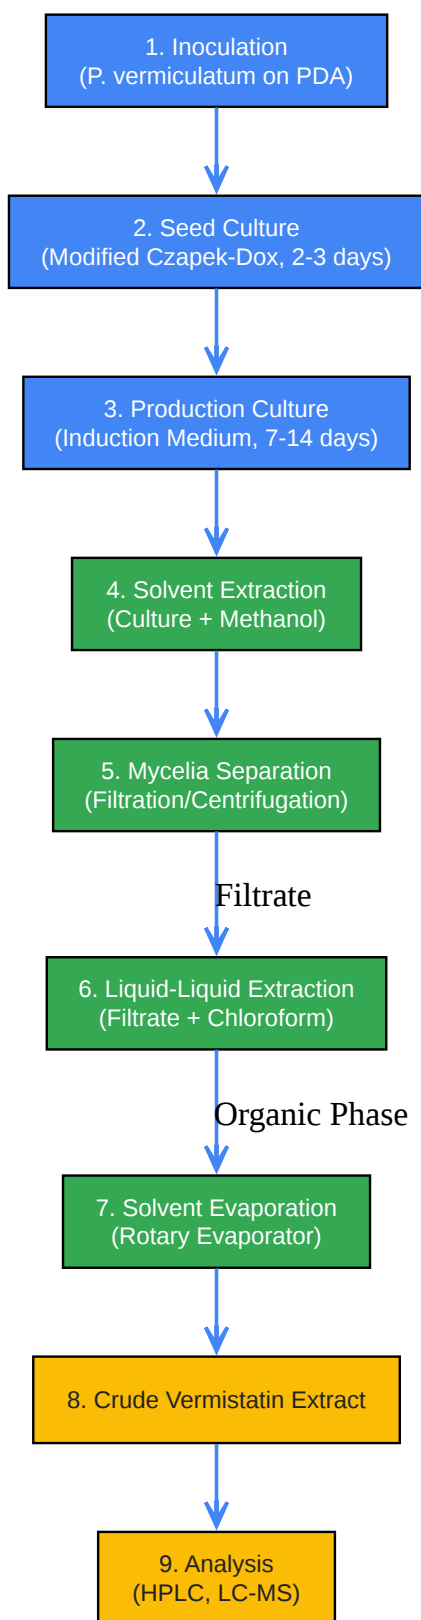 1. Inoculation
(P. vermiculatum on PDA)
2. Seed Culture
(Modified Czapek-Dox, 2-3 days)
3. Production Culture
(Induction Medium, 7-14 days)
4. Solvent Extraction
(Culture + Methanol)
5. Mycelia Separation
(Filtration/Centrifugation)
Filtrate
6. Liquid-Liquid Extraction
(Filtrate + Chloroform)
Organic Phase
7. Solvent Evaporation
(Rotary Evaporator)
8. Crude Vermistatin Extract
9. Analysis
(HPLC, LC-MS)